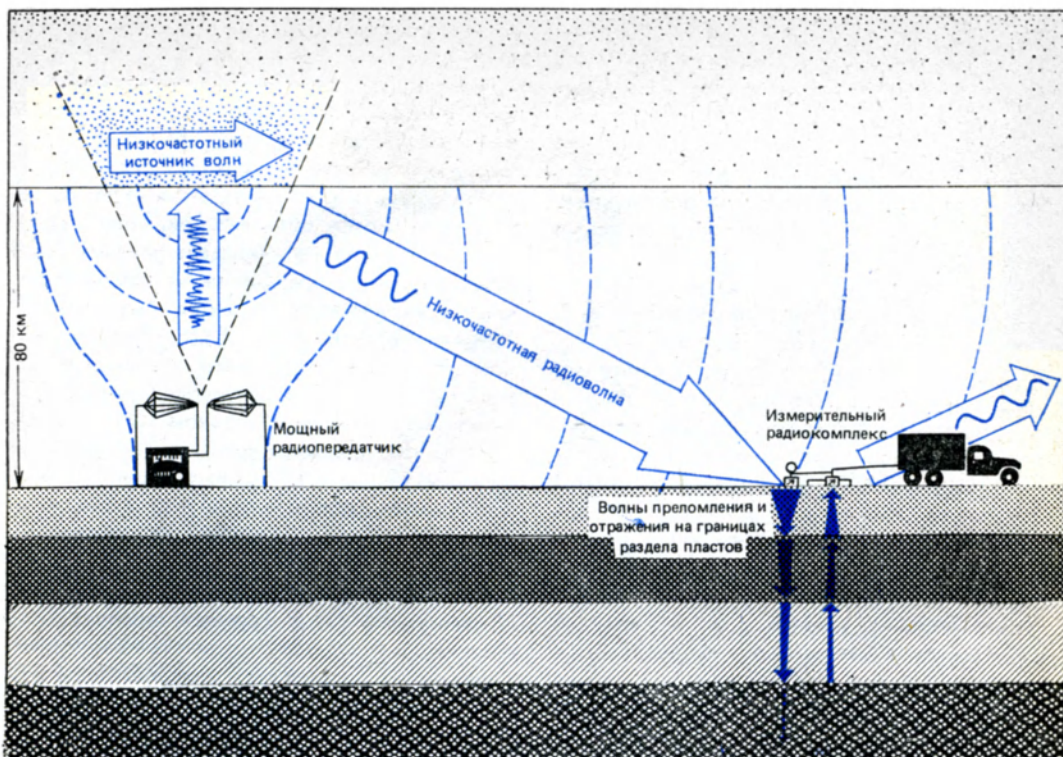 Низкочастотный
источник волн
80 км
Низкочастотная радиоволна
Мощный
радиопередатчик
Измерительный
радиокомплекс
Волны преломления и
отражения на границах
раздела пластов